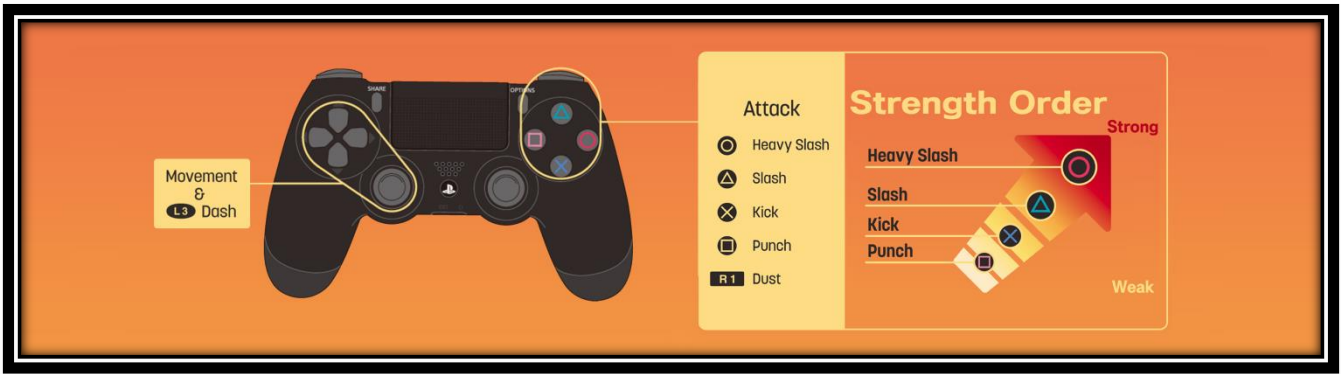 SHARE
OPTIONS
Movement
&
L3 Dash
Attack
Heavy Slash
Slash
Kick
Punch
R1 Dust
Strength Order
Strong
Heavy Slash
Slash
Kick
Punch
Weak